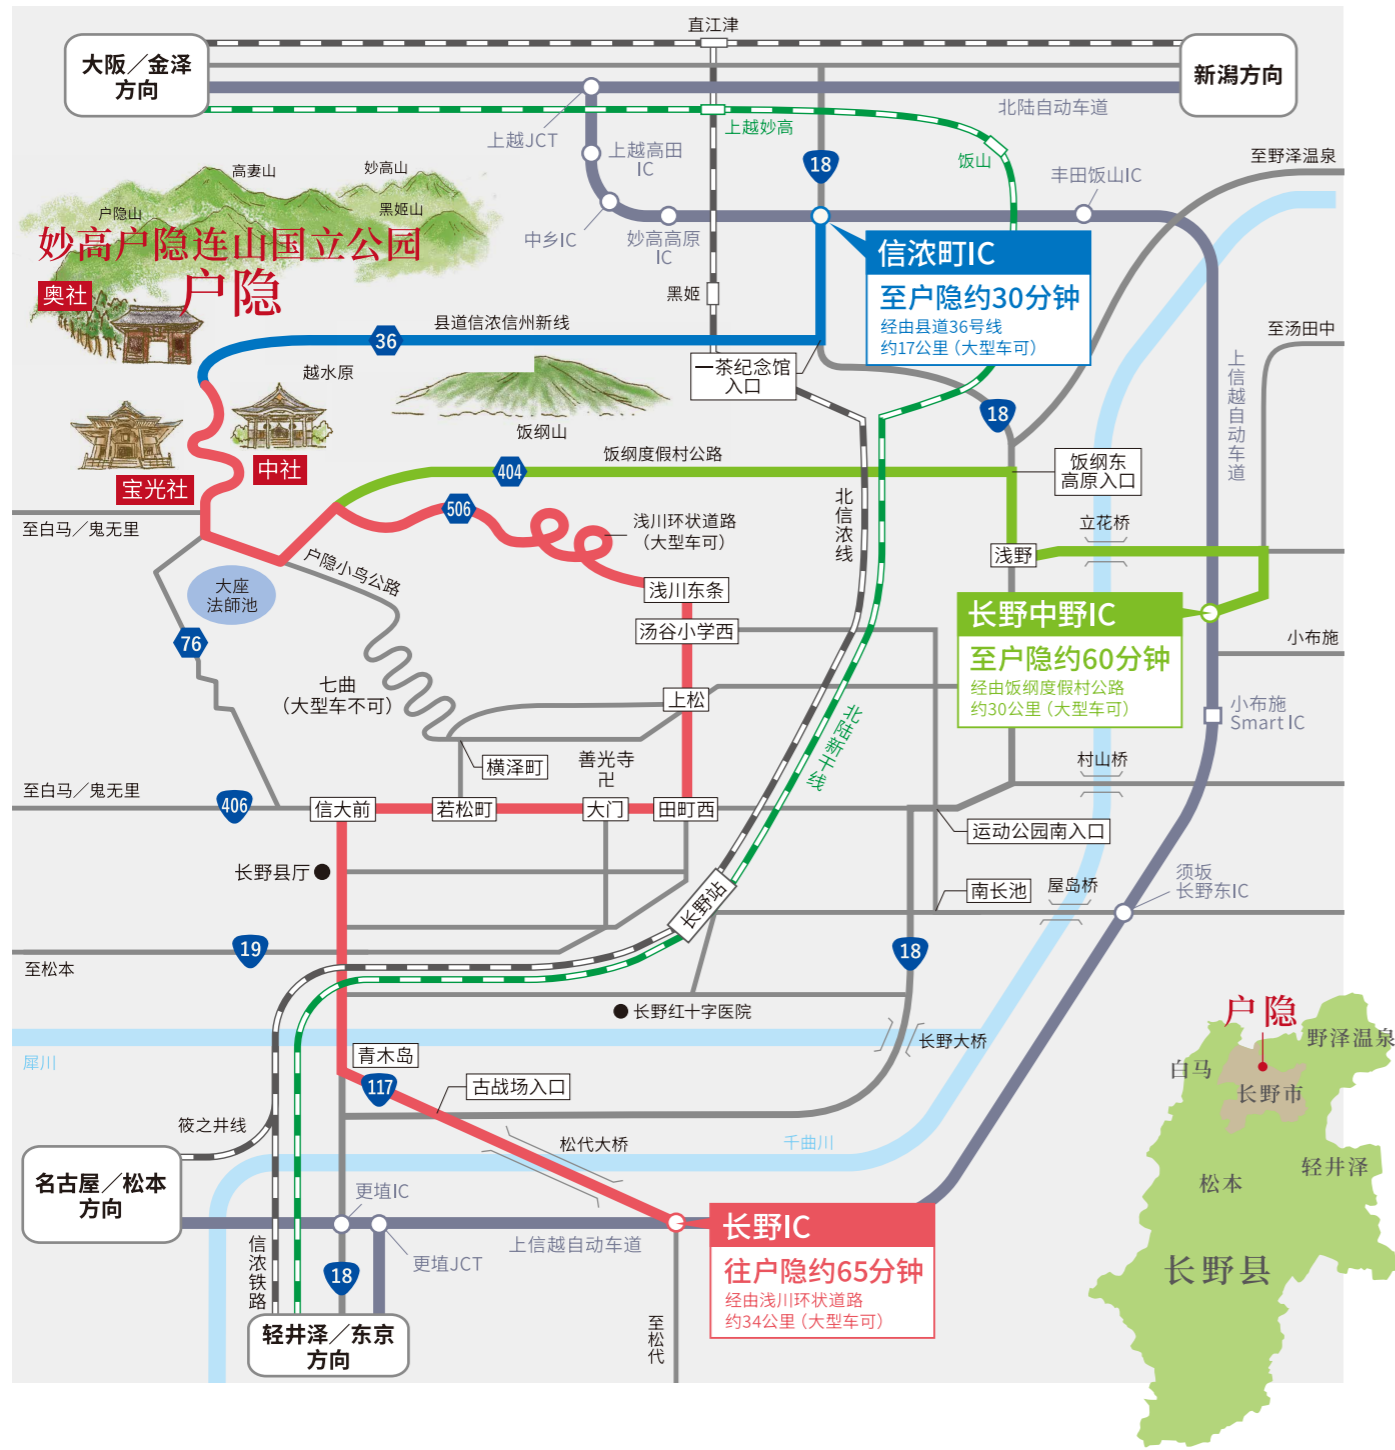 直江津
大阪／金泽
方向
新潟方向
北陆自动车道
上越JCT
上越妙高
上越高田
IC
18
饭山
至野泽温泉
丰田饭山IC
高妻山
妙高山
户隐山
黑姬山
中乡IC
妙高高原
IC
妙高户隐连山国立公园
户隐
奥社
信浓町IC
至户隐约30分钟
经由县道36号线
约17公里（大型车可）
黑姬
县道信浓信州新线
36
至汤田中
越水原
一茶纪念馆
入口
上信越自动车道
18
饭纲山
中社
宝光社
饭纲度假村公路
404
饭纲东
高原入口
506
北信浓线
浅川环状道路
（大型车可）
立花桥
至白马／鬼无里
浅野
户隐小鸟公路
大座
法師池
浅川东条
长野中野IC
至户隐约60分钟
经由饭纲度假村公路
约30公里（大型车可）
汤谷小学西
76
小布施
七曲
（大型车不可）
上松
小布施
Smart IC
北陆新干线
横泽町
善光寺
卍
村山桥
至白马／鬼无里
406
信大前
若松町
大门
田町西
运动公园南入口
长野县厅
长野站
南长池
屋岛桥
须坂
长野东IC
19
18
至松本
长野红十字医院
户隐
野泽温泉
长野大桥
犀川
青木岛
白马
117
古战场入口
长野市
筱之井线
松代大桥
千曲川
轻井泽
名古屋／松本
方向
松本
更埴IC
长野IC
往户隐约65分钟
经由浅川环状道路
约34公里（大型车可）
上信越自动车道
信浓铁路
更埴JCT
18
长野县
至松代
轻井泽／东京
方向